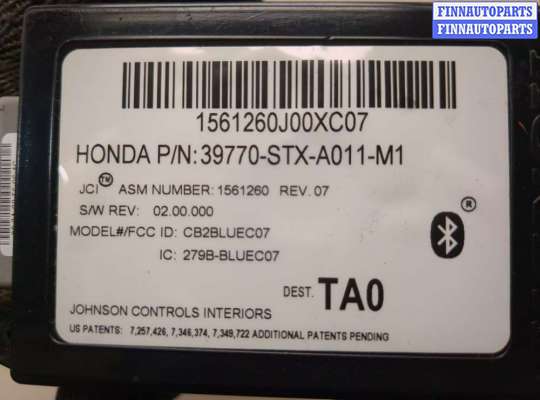 FINNAUTOPARTS
FINNAUTOPARTS
1561260J00XC07
HONDA P/N: 39770-STX-A011-M1
JCI™ ASM NUMBER: 1561260 REV. 07
S/W REV: 02.00.000
MODEL#/FCC ID: CB2BLUEC07
IC: 279B-BLUEC07
®
DEST. TA0
JOHNSON CONTROLS INTERIORS
US PATENTS: 7,257,426, 7,346,374, 7,349,722 ADDITIONAL PATENTS PENDING